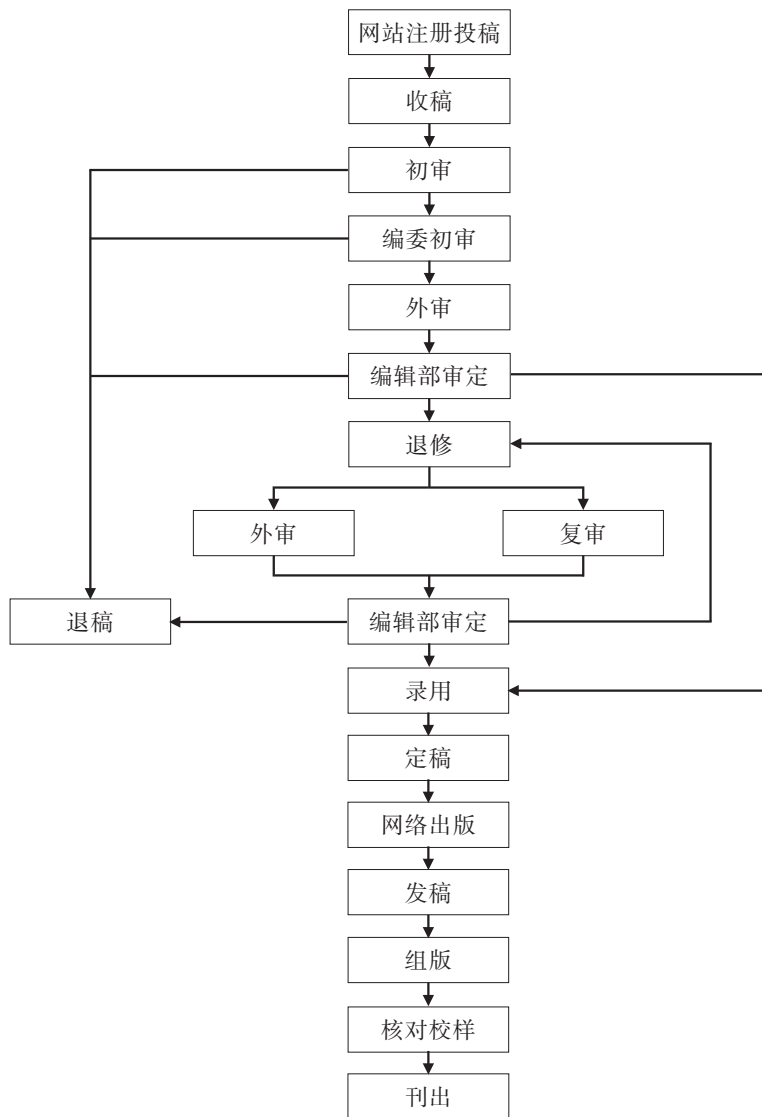 网站注册投稿
收稿
初审
编委初审
外审
编辑部审定
退修
外审
复审
退稿
编辑部审定
录用
定稿
网络出版
发稿
组版
核对校样
刊出